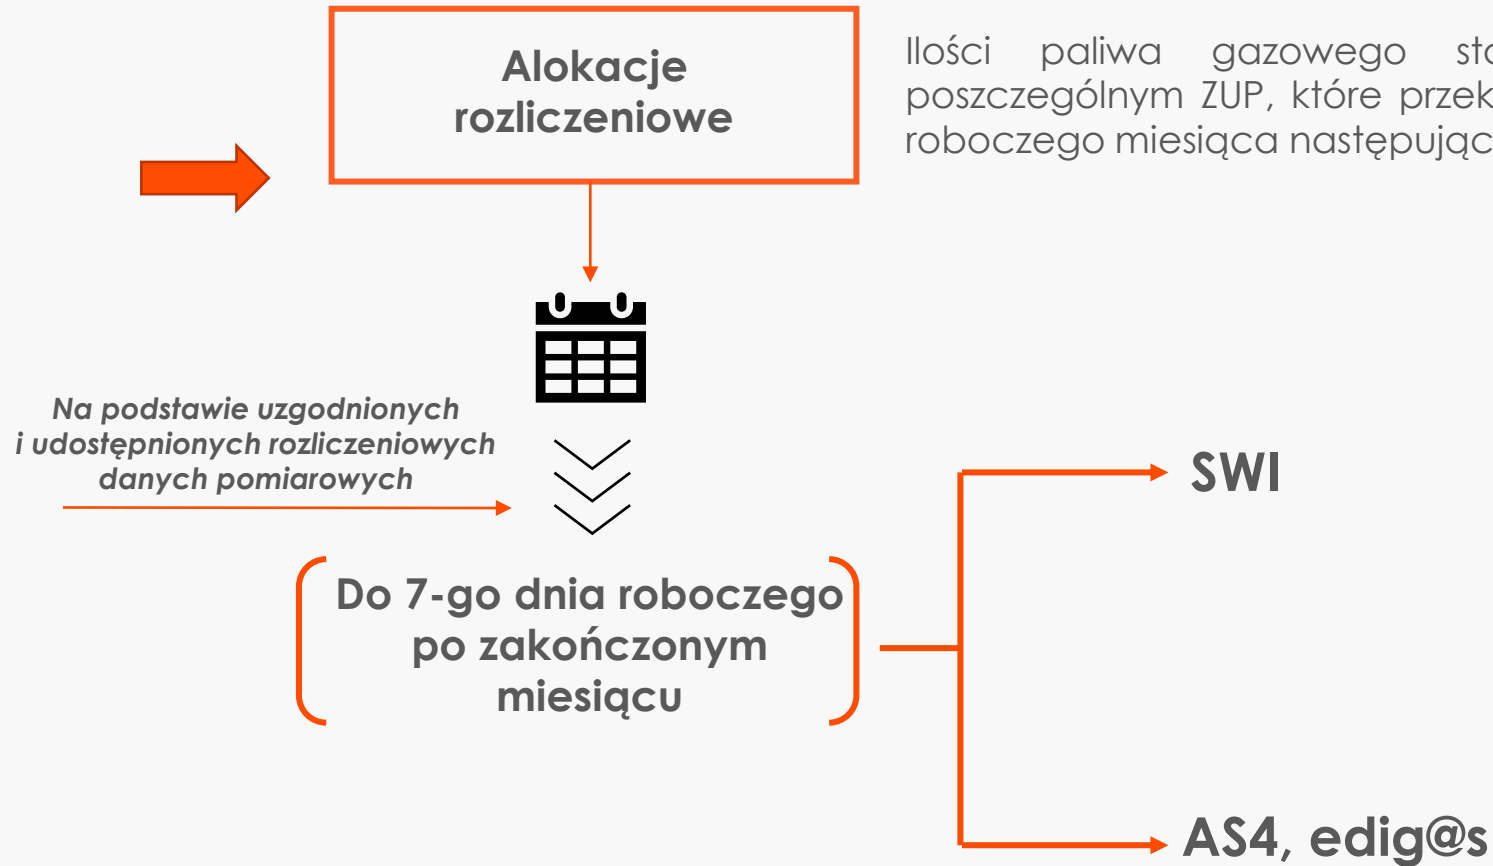 Alokacje
rozliczeniowe
Ilości paliwa gazowego
poszczególnym ZUP, które
roboczego miesiąca
Na podstawie uzgodnionych
i udostępnionych rozliczeniowych
danych pomiarowych
Do 7-go dnia roboczego
po zakończonym
miesiącu
SWI
AS4, edig@s